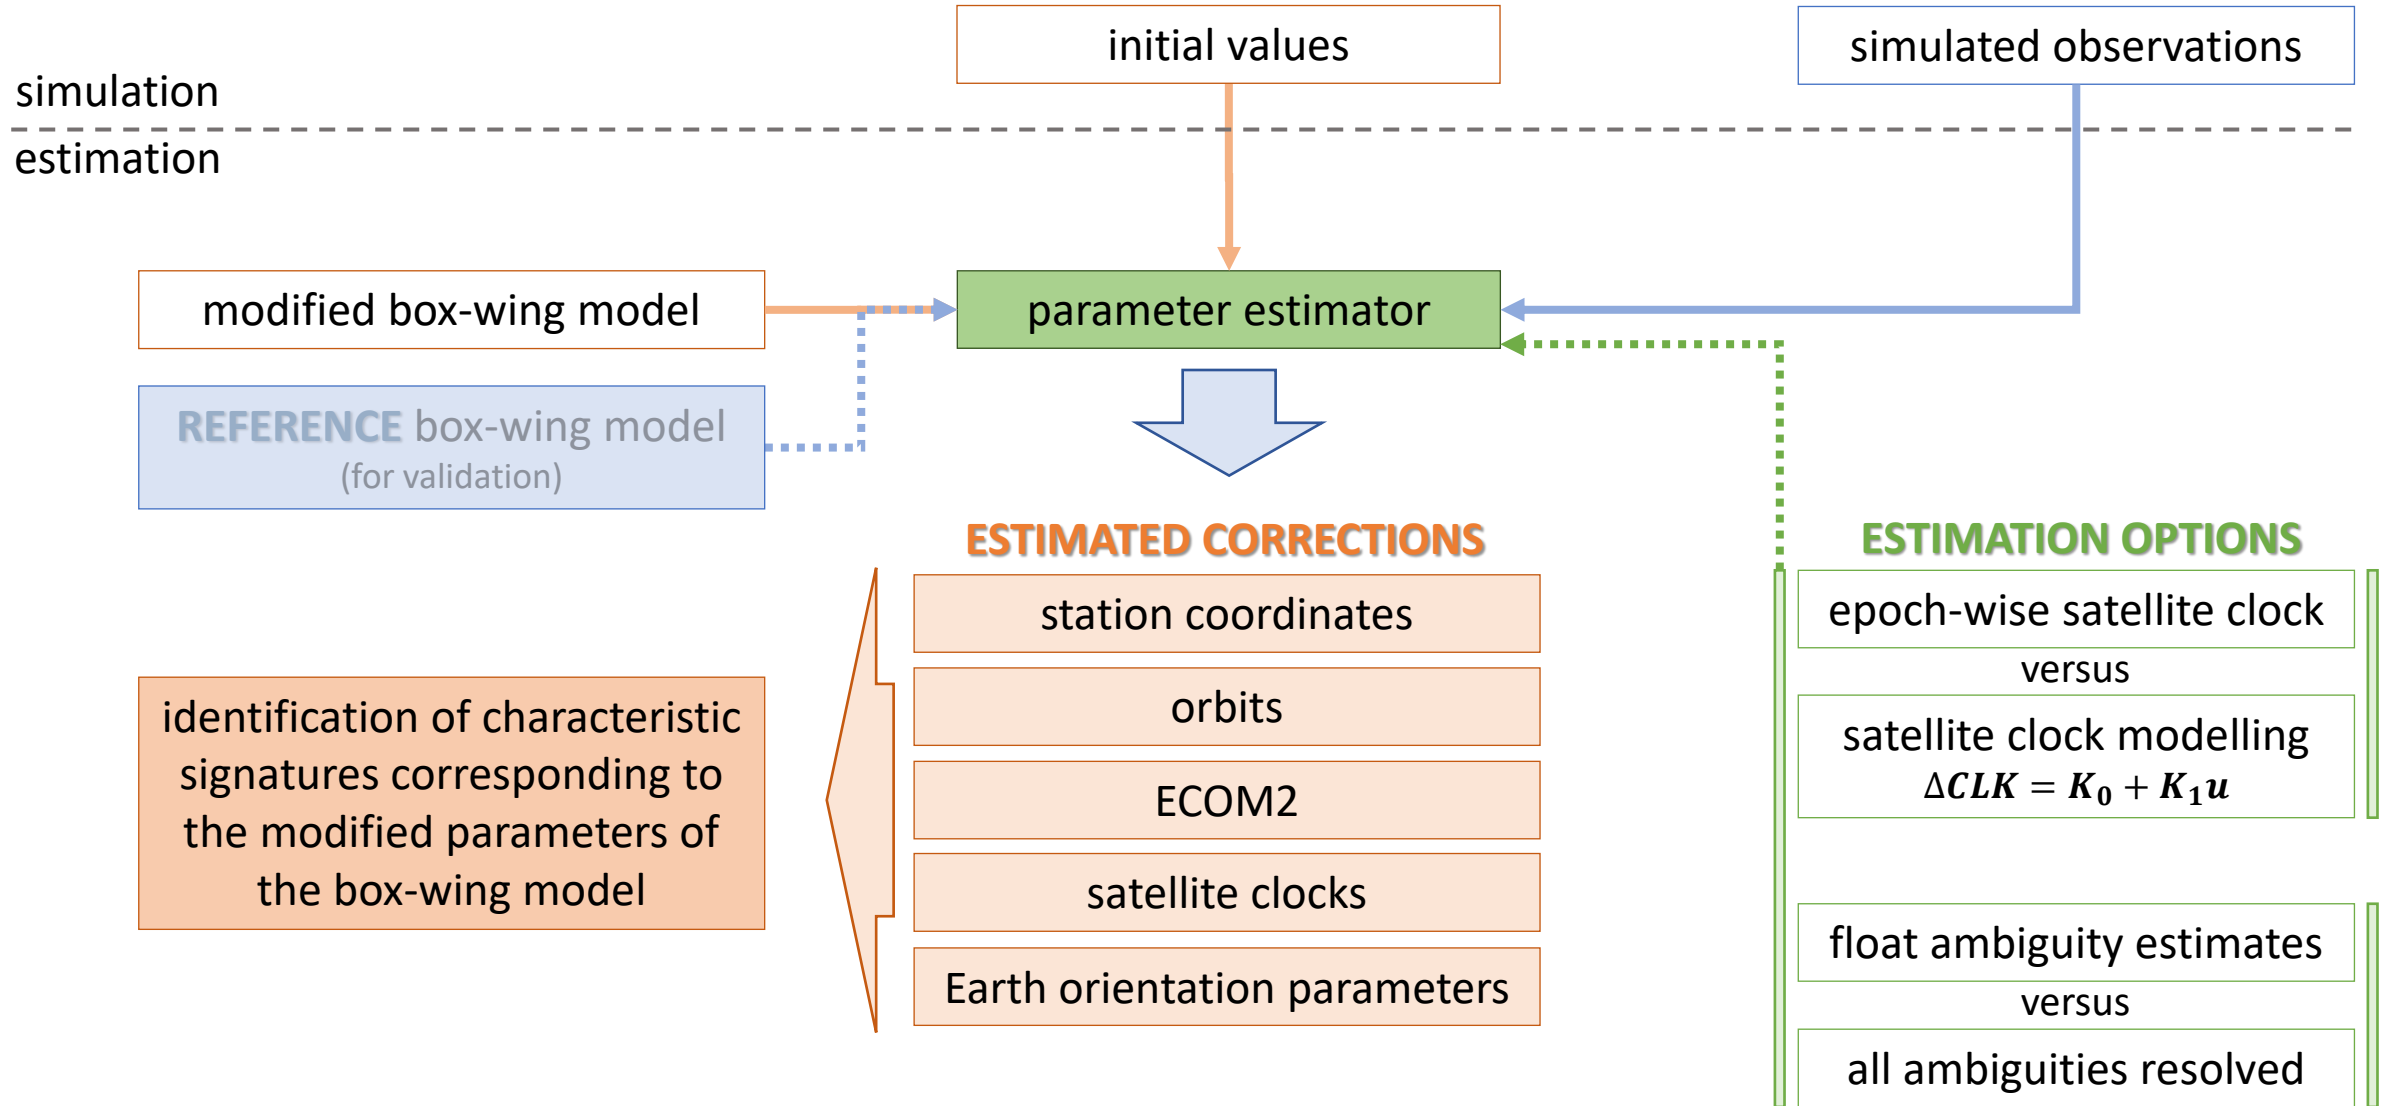 initial values
simulated observations
simulation
estimation
modified box-wing model
parameter estimator
REFERENCE box-wing model
(for validation)
ESTIMATED CORRECTIONS
station coordinates
orbits
ECOM2
satellite clocks
Earth orientation parameters
identification of characteristic
signatures corresponding to
the modified parameters of
the box-wing model
ESTIMATION OPTIONS
epoch-wise satellite clock
versus
satellite clock modelling
ΔCLK = K₀ + K₁u
float ambiguity estimates
versus
all ambiguities resolved